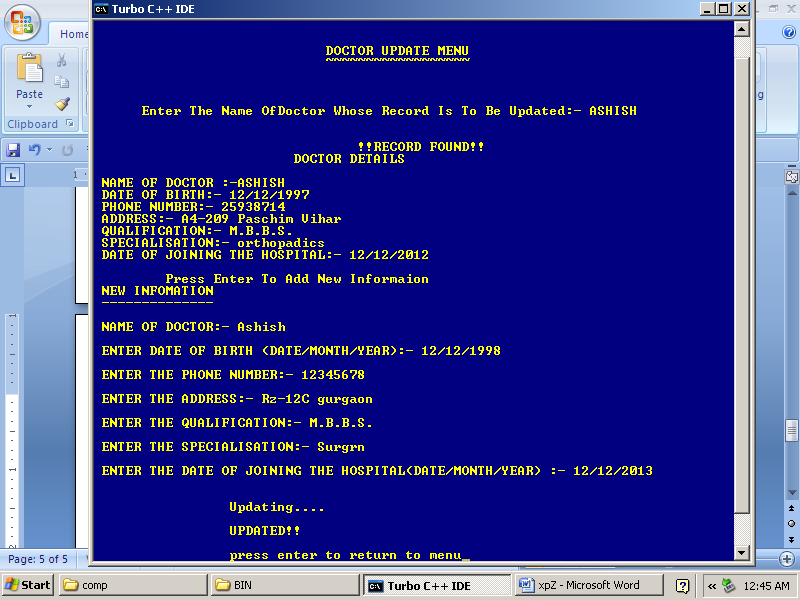 Turbo C++ IDE
Home
Paste
Clipboard
DOCTOR UPDATE MENU
Enter The Name OfDoctor Whose Record Is To Be Updated:- ASHISH
!!RECORD FOUND!!
DOCTOR DETAILS
NAME OF DOCTOR :-ASHISH
DATE OF BIRTH:- 12/12/1997
PHONE NUMBER:- 25938714
ADDRESS:- A4-209 Paschim Vihar
QUALIFICATION:- M.B.B.S.
SPECIALISATION:- orthopadics
DATE OF JOINING THE HOSPITAL:- 12/12/2012
Press Enter To Add New Informaion
NEW INFOMATION
--------------
NAME OF DOCTOR:- Ashish
ENTER DATE OF BIRTH (DATE/MONTH/YEAR):- 12/12/1998
ENTER THE PHONE NUMBER:- 12345678
ENTER THE ADDRESS:- Rz-12C gurgaon
ENTER THE QUALIFICATION:- M.B.B.S.
ENTER THE SPECIALISATION:- Surgrn
ENTER THE DATE OF JOINING THE HOSPITAL(DATE/MONTH/YEAR) :- 12/12/2013
Updating....
UPDATED!!
press enter to return to menu_
Page: 5 of 5
Start
comp
BIN
Turbo C++ IDE
xpZ - Microsoft Word
12:45 AM